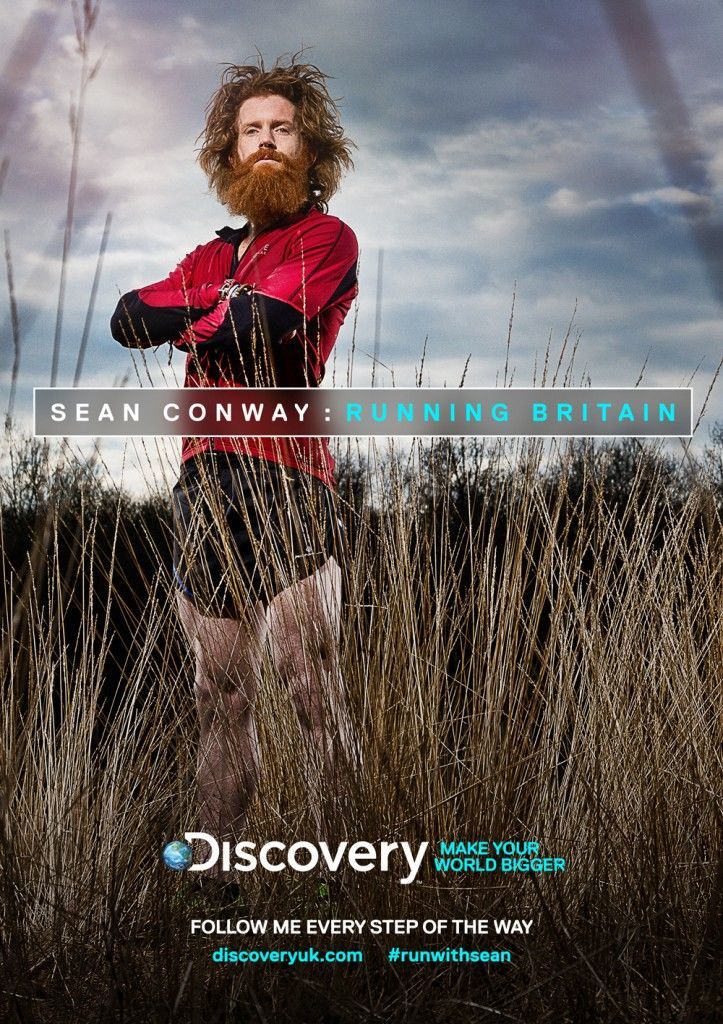 SEAN CONWAY: RUNNING BRITAIN
Discovery
MAKE YOUR
WORLD BIGGER
FOLLOW ME EVERY STEP OF THE WAY
discoveryuk.com #runwithsean